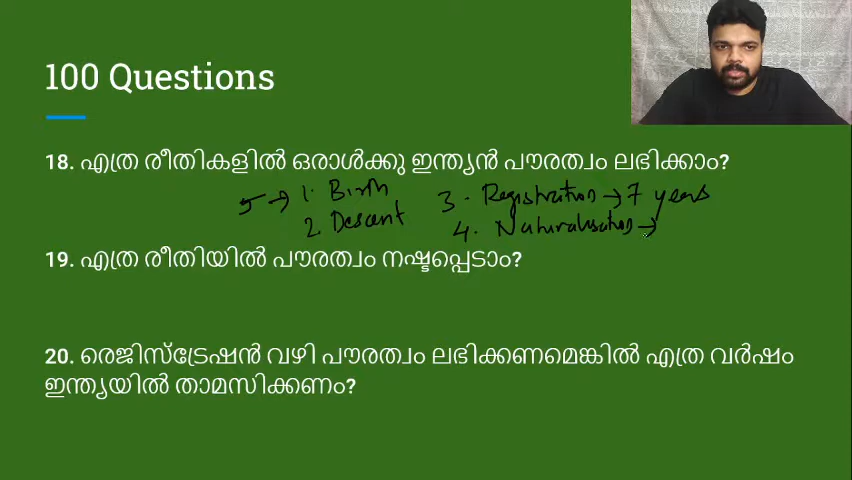 100 Questions
18. എത്ര രീതികളിൽ ഒരാൾക്കു ഇന്ത്യൻ പൗരത്വം ലഭിക്കാം?
5 → 1. Birth
2. Descent
3. Registration → 7 years
4. Naturalisation →
19. എത്ര രീതിയിൽ പൗരത്വം നഷ്ടപ്പെടാം?
20. രെജിസ്ട്രേഷൻ വഴി പൗരത്വം ലഭിക്കണമെങ്കിൽ എത്ര വർഷം
ഇന്ത്യയിൽ താമസിക്കണം?